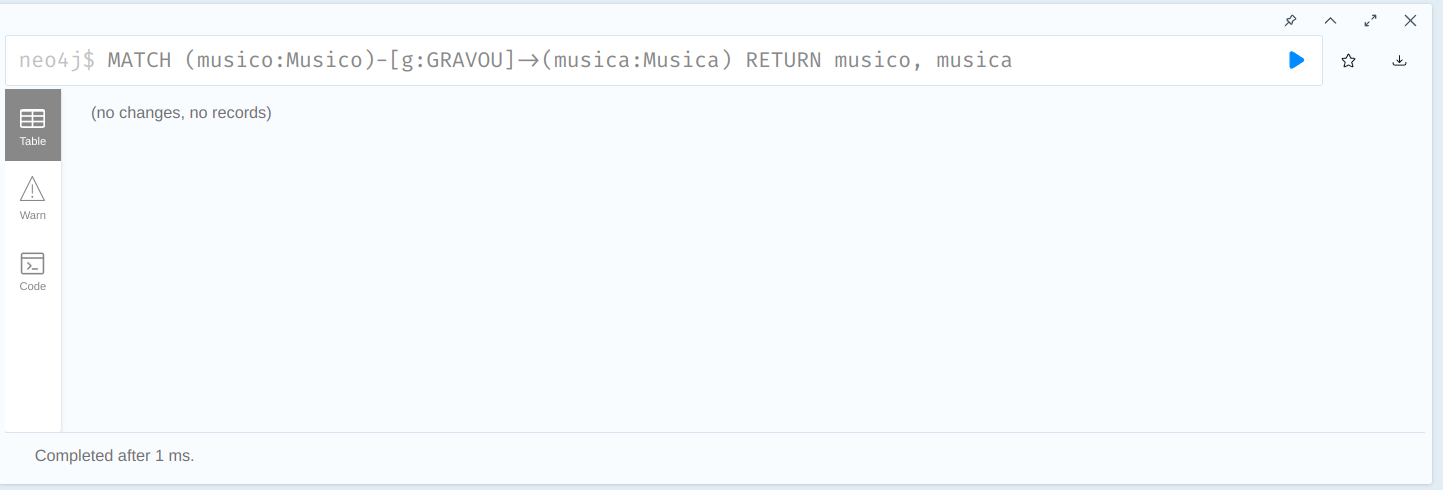 neo4j$ MATCH (musico:Musico)-[g:GRAVOU]->(musica:Musica) RETURN musico, musica
Table
(no changes, no records)
Warn
Code
Completed after 1 ms.